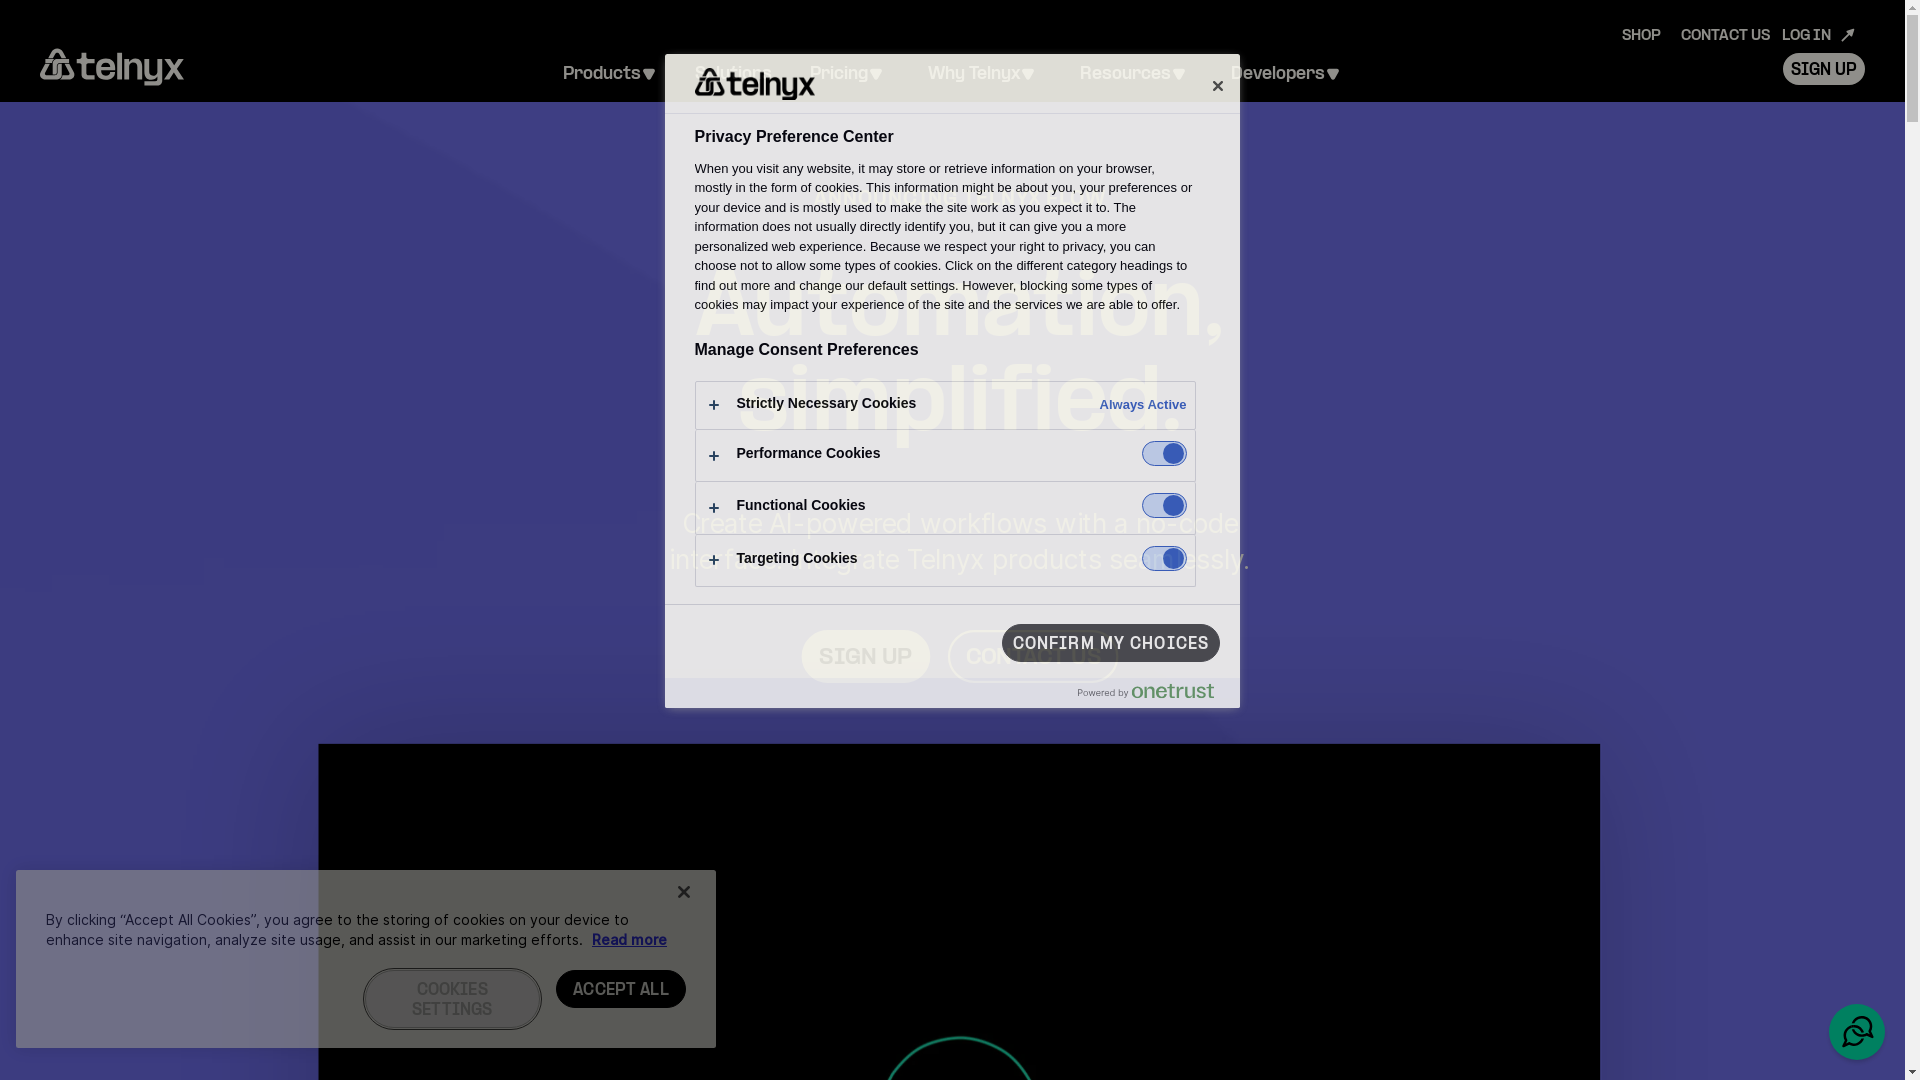 SHOP CONTACT US LOG IN
telnyx
Products Solutions Pricing Why Telnyx Resources Developers
SIGN UP
telnyx
Privacy Preference Center
When you visit any website, it may store or retrieve information on your browser,
mostly in the form of cookies. This information might be about you, your preferences or
your device and is mostly used to make the site work as you expect it to. The
information does not usually directly identify you, but it can give you a more
personalized web experience. Because we respect your right to privacy, you can
choose not to allow some types of cookies. Click on the different category headings to
find out more and change our default settings. However, blocking some types of
cookies may impact your experience of the site and the services we are able to offer.
Automation,
simplified.
Manage Consent Preferences
Strictly Necessary Cookies Always Active
Performance Cookies
Functional Cookies
Create AI-powered workflows with a no-code
Targeting Cookies
Telnyx products seamlessly.
CONFIRM MY CHOICES
SIGN UP
CONTACT US
Powered by onetrust
By clicking “Accept All Cookies”, you agree to the storing of cookies on your device to
enhance site navigation, analyze site usage, and assist in our marketing efforts. Read more
COOKIES
SETTINGS
ACCEPT ALL